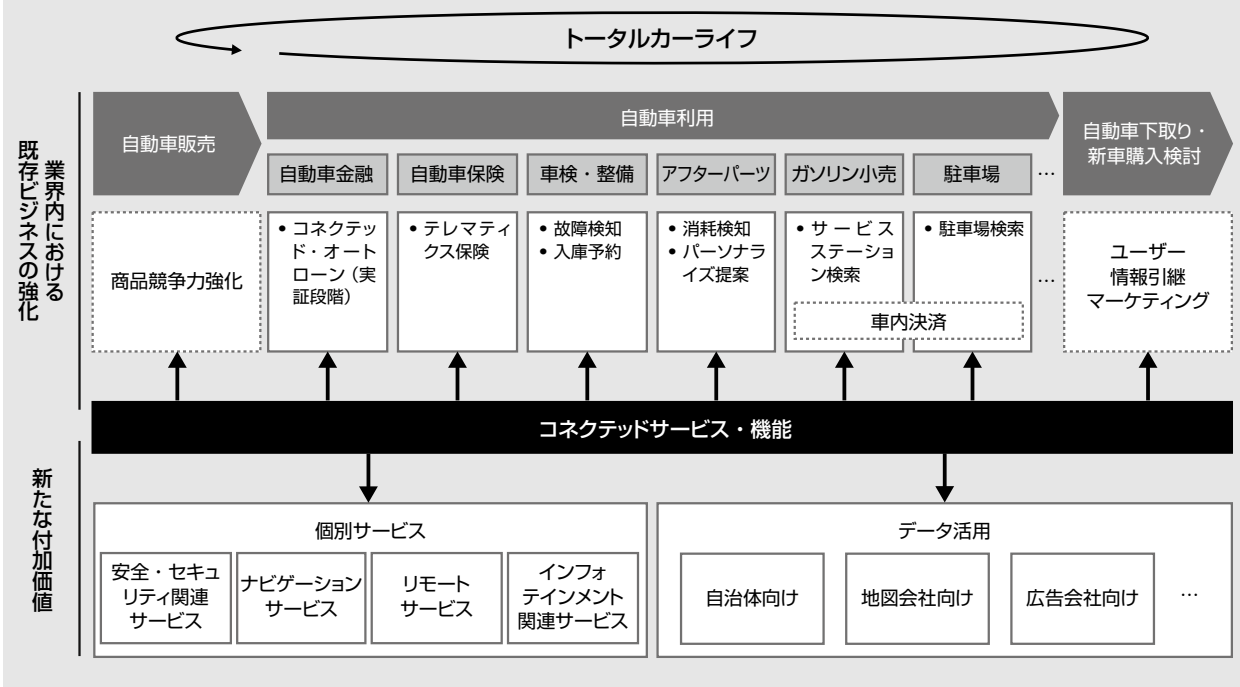 トータルカーライフ
業界内における
既存ビジネスの強化
自動車販売
自動車利用
自動車下取り・
新車購入検討
自動車金融
自動車保険
車検・整備
アフターパーツ
ガソリン小売
駐車場
…
商品競争力強化
• コネクテッ
ド・オート
ローン（実
証段階）
• テレマティ
クス保険
• 故障検知
• 入庫予約
• 消耗検知
• パーソナラ
イズ提案
• サービス
ステーショ
ン検索
• 駐車場検索
車内決済
…
ユーザー
情報引継
マーケティング
コネクテッドサービス・機能
新たな付加価値
個別サービス
安全・セキュ
リティ関連
サービス
ナビゲーション
サービス
リモート
サービス
インフォ
テインメント
関連サービス
データ活用
自治体向け
地図会社向け
広告会社向け
…